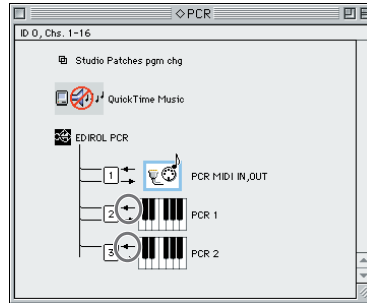 ◇PCR
ID 0, Chs. 1-16
Studio Patches pgm chg
QuickTime Music
EDIROL PCR
1 PCR MIDI IN,OUT
2 PCR 1
3 PCR 2